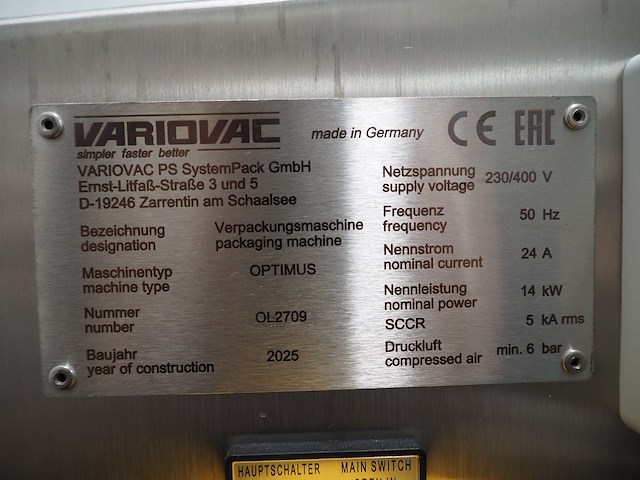 VARIOVAC
simpler faster better
made in Germany
CE EAC
VARIOVAC PS SystemPack GmbH
Ernst-Litfaß-Straße 3 und 5
D-19246 Zarrentin am Schaalsee
Bezeichnung Verpackungsmaschine
designation packaging machine
Maschinentyp
machine type OPTIMUS
Nummer
number OL2709
Baujahr
year of construction 2025
Netzspannung
supply voltage 230/400 V
Frequenz
frequency 50 Hz
Nennstrom
nominal current 24 A
Nennleistung
nominal power 14 kW
SCCR 5 kA rms
Druckluft
compressed air min. 6 bar
HAUPTSCHALTER MAIN SWITCH